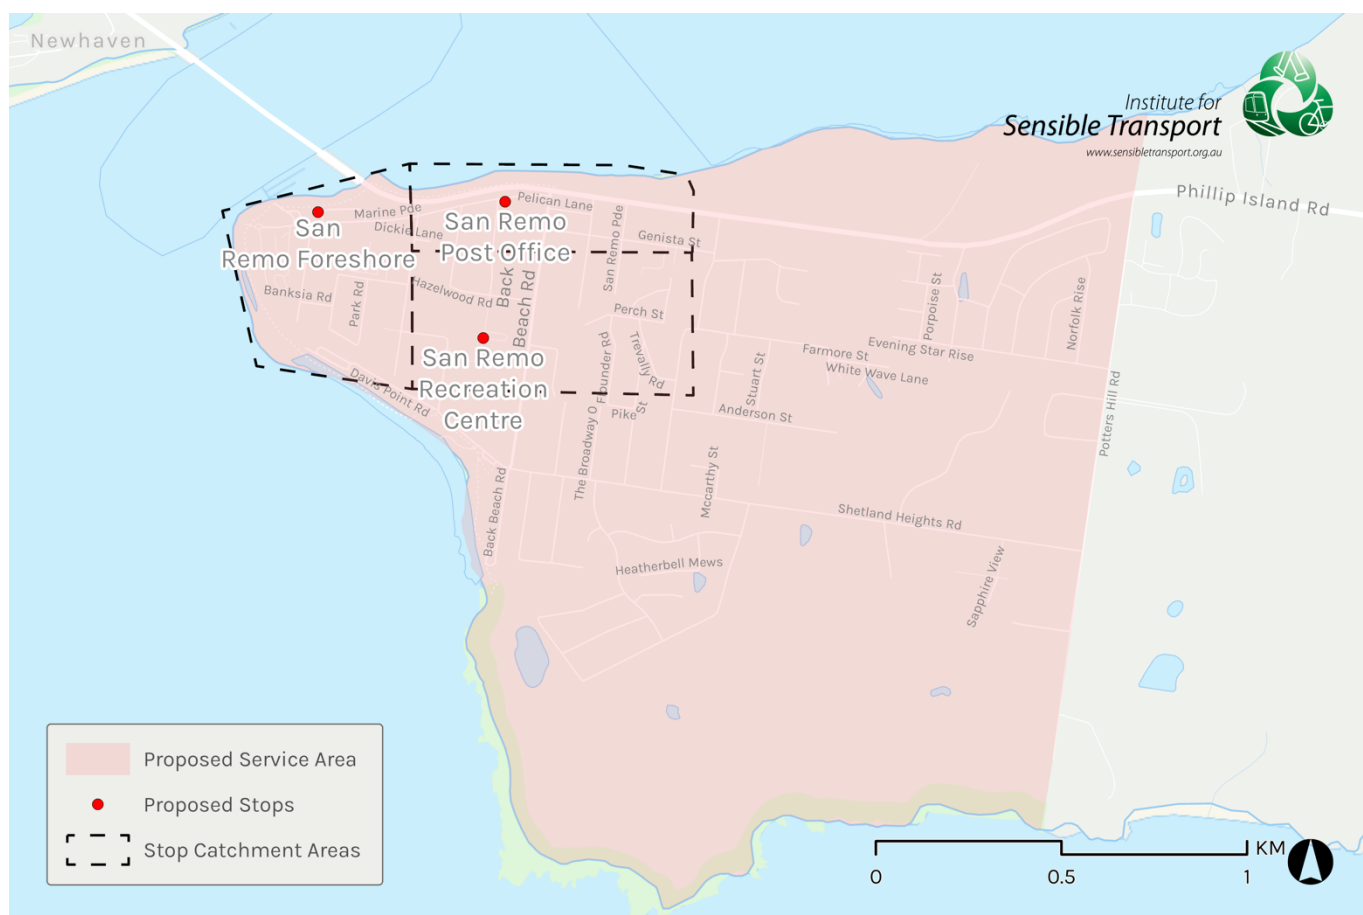 Newhaven
Institute for
Sensible Transport
www.sensibletransport.org.au
Phillip Island Rd
Pelican Lane
Marine Pde
San Remo
Post Office
San
Remo Foreshore
Dickie Lane
San Remo Pde
Genista St
Back
Beach Rd
Banksia Rd
Park Rd
Hazelwood Rd
Perch St
Porpoise St
Norfolk Rise
San Remo
Recreation
Centre
Founder Rd
Trevally Rd
Stuart St
Farmore St
Evening Star Rise
White Wave Lane
Davis Point Rd
Pike St
Anderson St
Potters Hill Rd
The Broadway O
Mccarthy St
Back Beach Rd
Shetland Heights Rd
Heatherbell Mews
Sapphire View
Proposed Service Area
Proposed Stops
Stop Catchment Areas
KM
0
0.5
1